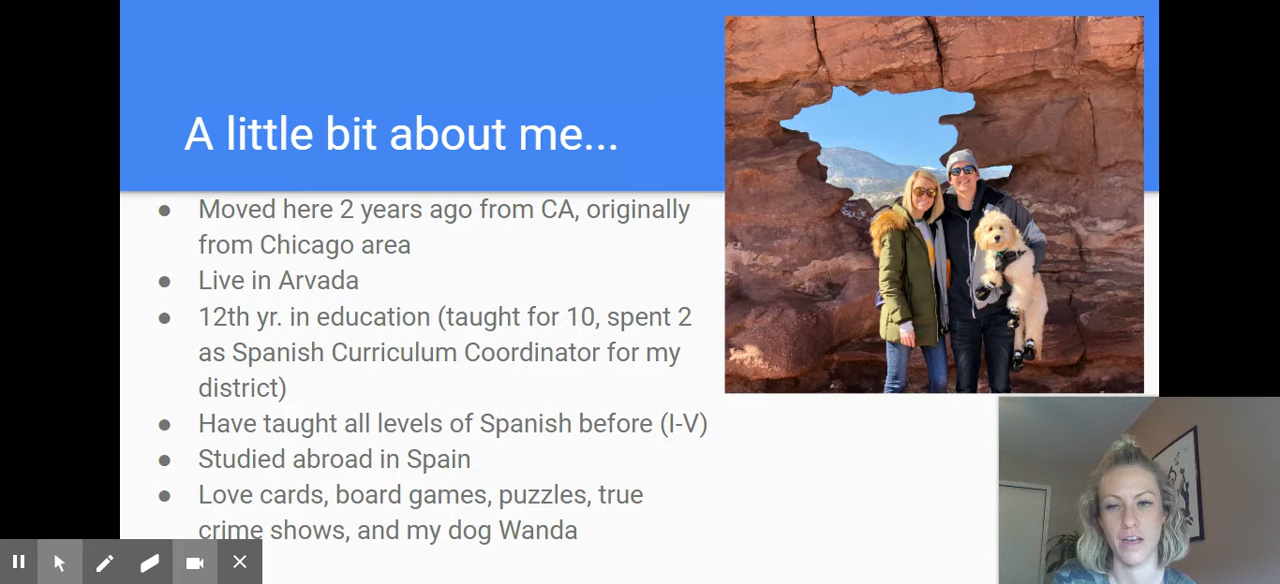 A little bit about me...
● Moved here 2 years ago from CA, originally
from Chicago area
● Live in Arvada
● 12th yr. in education (taught for 10, spent 2
as Spanish Curriculum Coordinator for my
district)
● Have taught all levels of Spanish before (I-V)
● Studied abroad in Spain
● Love cards, board games, puzzles, true
crime shows, and my dog Wanda